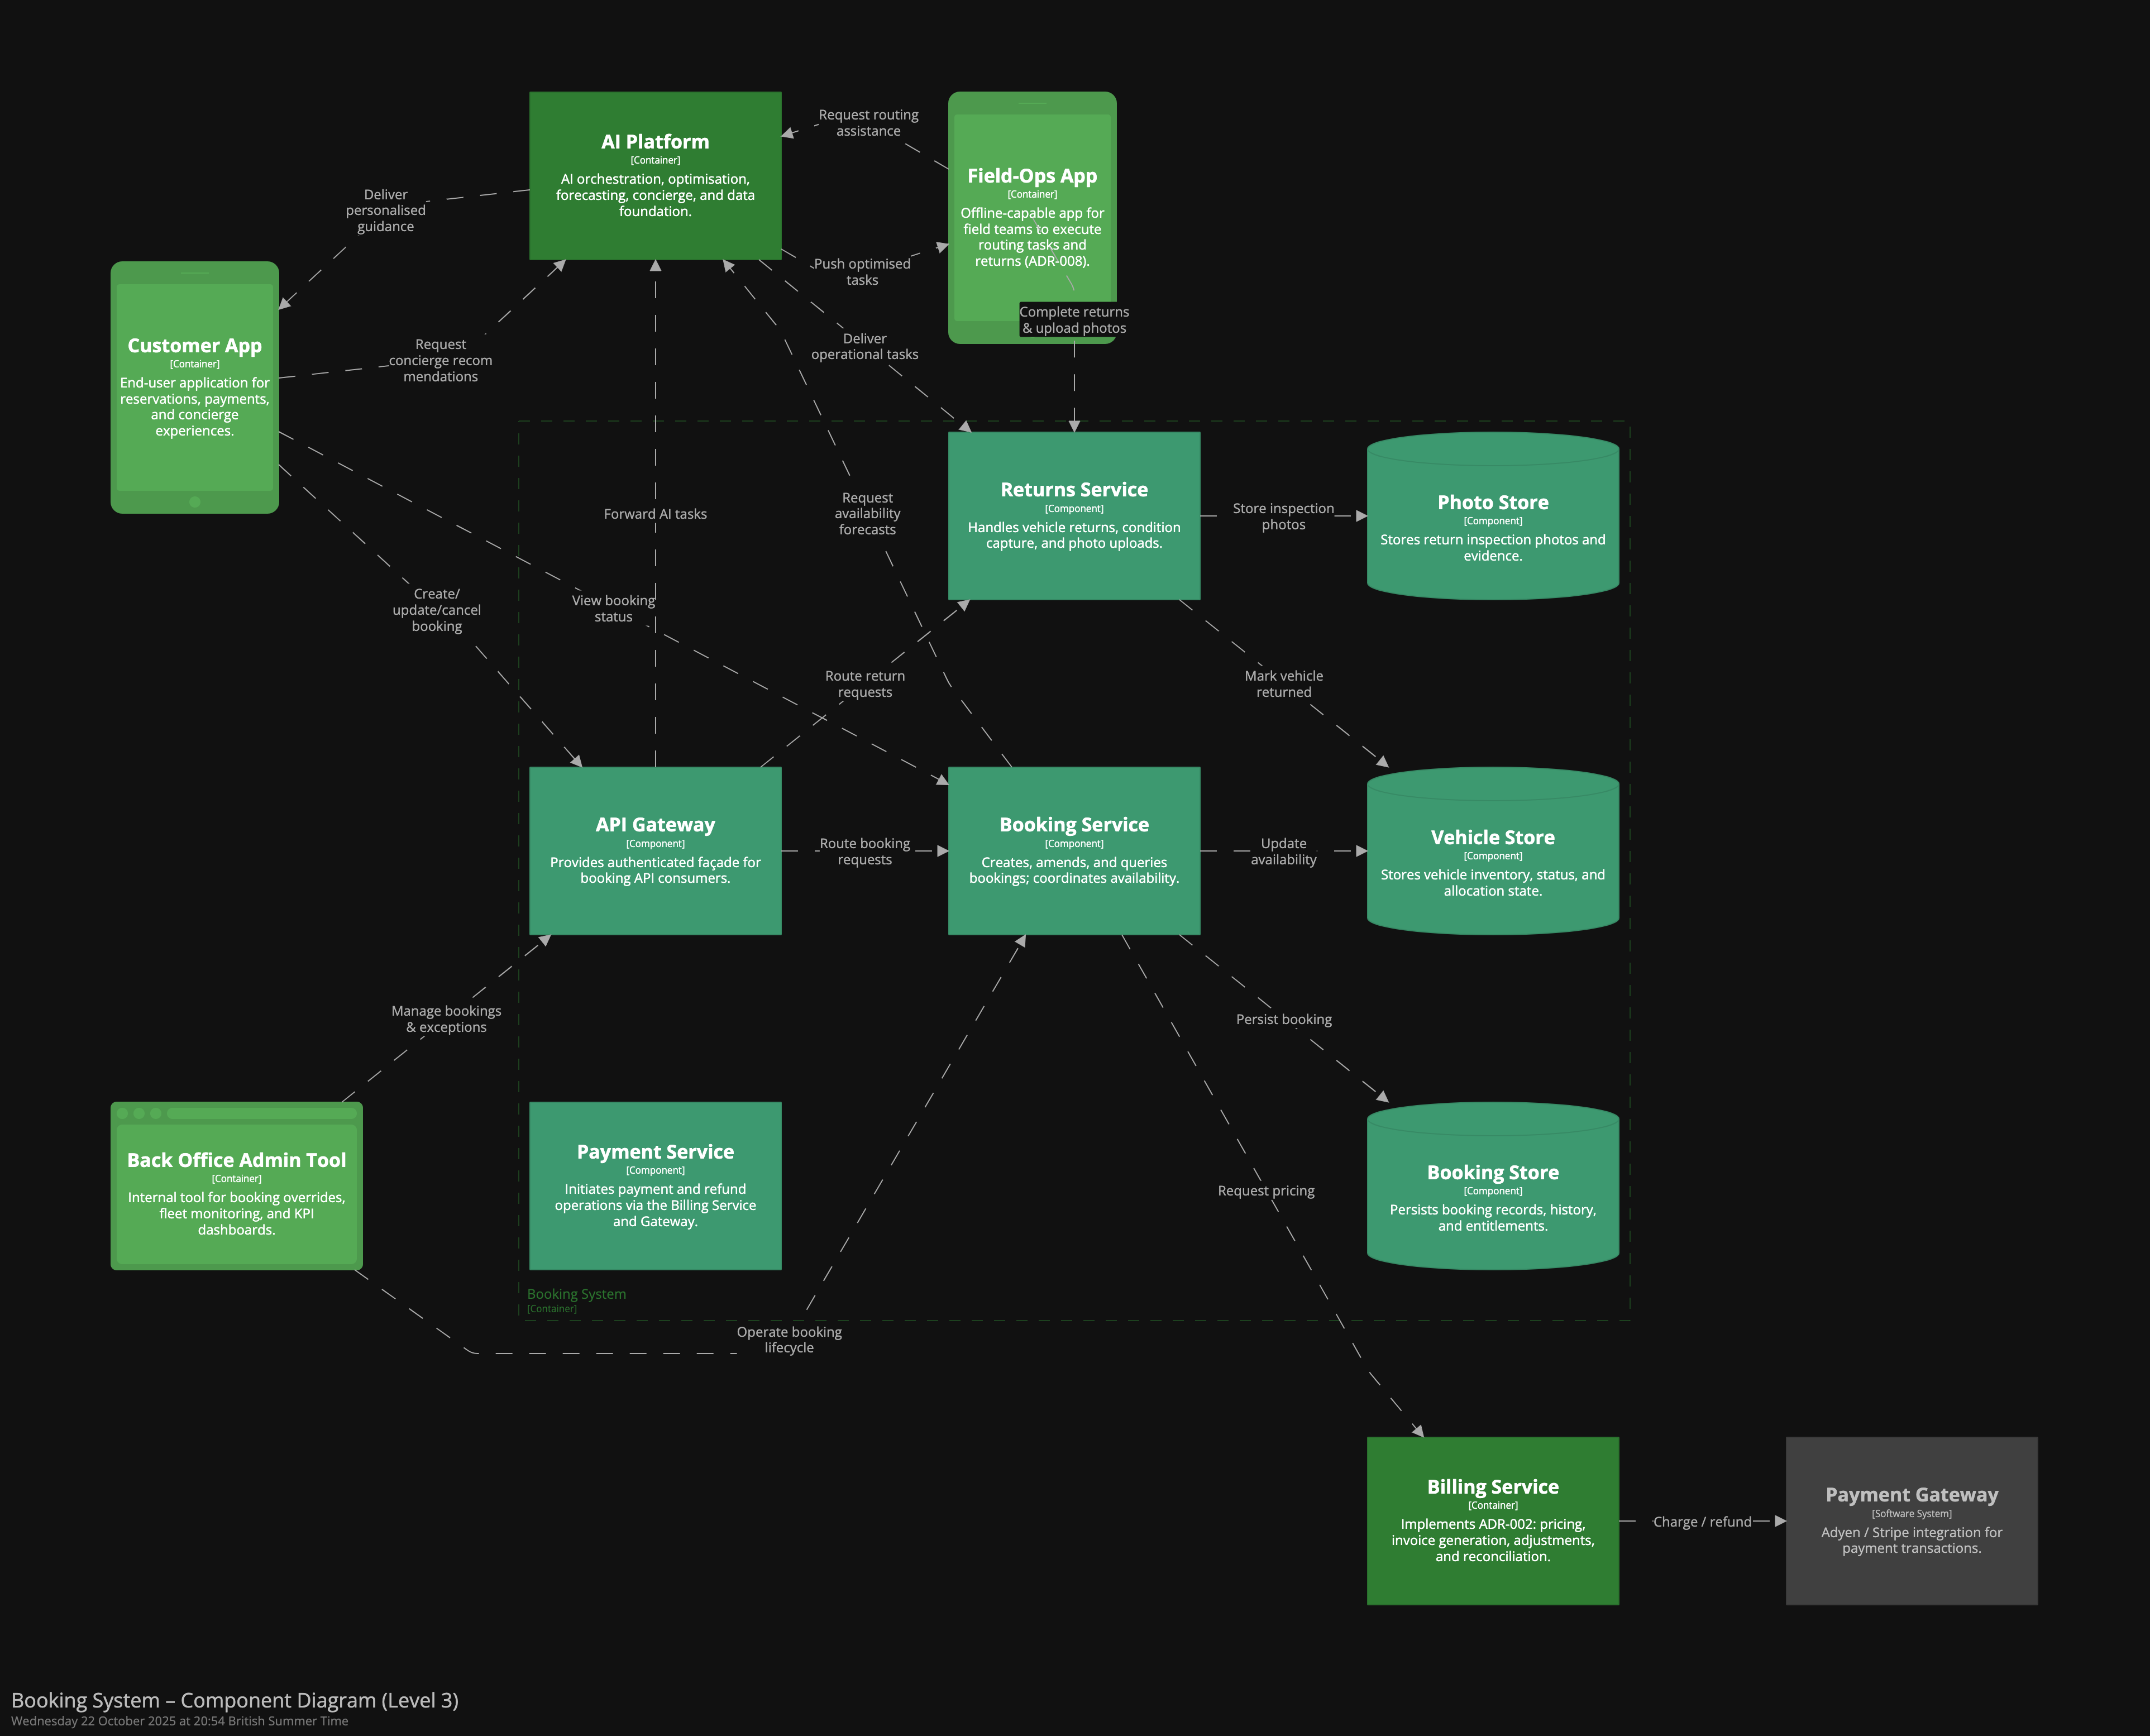 AI Platform
[Container]
AI orchestration, optimisation,
forecasting, concierge, and data
foundation.
Request routing
assistance
Field-Ops App
[Container]
Offline-capable app for
field teams to execute
routing tasks and
returns (ADR-008).
Deliver
personalised
guidance
Push optimised
tasks
Complete returns
& upload photos
Customer App
[Container]
End-user application for
reservations, payments,
and concierge
experiences.
Request
concierge recom
mendations
Deliver
operational tasks
Forward AI tasks
Request
availability
forecasts
Returns Service
[Component]
Handles vehicle returns, condition
capture, and photo uploads.
Store inspection
photos
Photo Store
[Component]
Stores return inspection photos and
evidence.
Create/
update/cancel
booking
View booking
status
Route return
requests
Mark vehicle
returned
API Gateway
[Component]
Provides authenticated façade for
booking API consumers.
Route booking
requests
Booking Service
[Component]
Creates, amends, and queries
bookings; coordinates availability.
Update
availability
Vehicle Store
[Component]
Stores vehicle inventory, status, and
allocation state.
Manage bookings
& exceptions
Persist booking
Back Office Admin Tool
[Container]
Internal tool for booking overrides,
fleet monitoring, and KPI
dashboards.
Payment Service
[Component]
Initiates payment and refund
operations via the Billing Service
and Gateway.
Request pricing
Booking Store
[Component]
Persists booking records, history,
and entitlements.
Booking System
[Container]
Operate booking
lifecycle
Billing Service
[Container]
Implements ADR-002: pricing,
invoice generation, adjustments,
and reconciliation.
Charge / refund
Payment Gateway
[Software System]
Adyen / Stripe integration for
payment transactions.
Booking System – Component Diagram (Level 3)
Wednesday 22 October 2025 at 20:54 British Summer Time